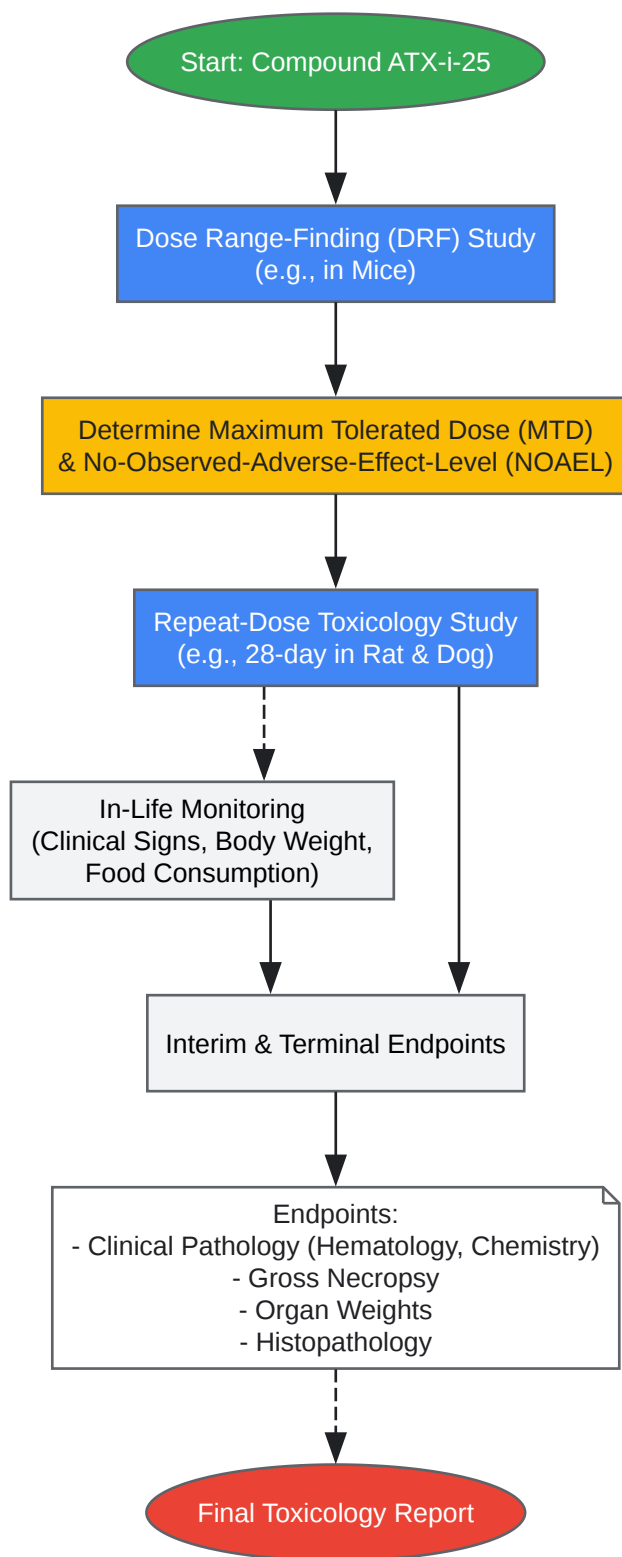 Start: Compound ATX-i-25
Dose Range-Finding (DRF) Study
(e.g., in Mice)
Determine Maximum Tolerated Dose (MTD)
& No-Observed-Adverse-Effect-Level (NOAEL)
Repeat-Dose Toxicology Study
(e.g., 28-day in Rat & Dog)
In-Life Monitoring
(Clinical Signs, Body Weight,
Food Consumption)
Interim & Terminal Endpoints
Endpoints:
- Clinical Pathology (Hematology, Chemistry)
- Gross Necropsy
- Organ Weights
- Histopathology
Final Toxicology Report